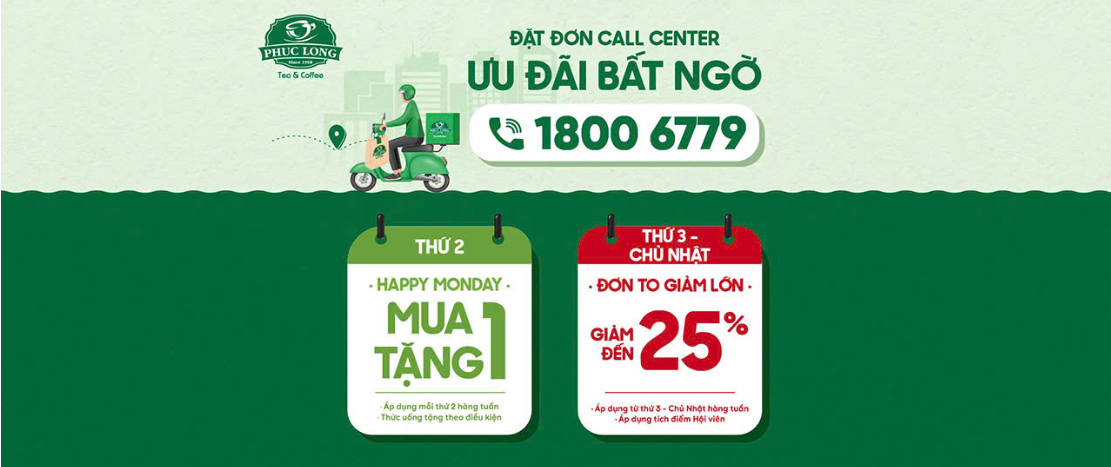 PHUC LONG
Since 1968
Tea & Coffee
ĐẶT ĐƠN CALL CENTER
ƯU ĐÃI BẤT NGỜ
1800 6779
THỨ 2
· HAPPY MONDAY ·
MUA 1
TẶNG 1
· Áp dụng mỗi thứ 2 hàng tuần
· Thức uống tặng theo điều kiện
THỨ 3 -
CHỦ NHẬT
· ĐƠN TO GIẢM LỚN ·
GIẢM
ĐẾN 25%
· Áp dụng từ thứ 3 - Chủ Nhật hàng tuần
· Áp dụng tích điểm Hội viên